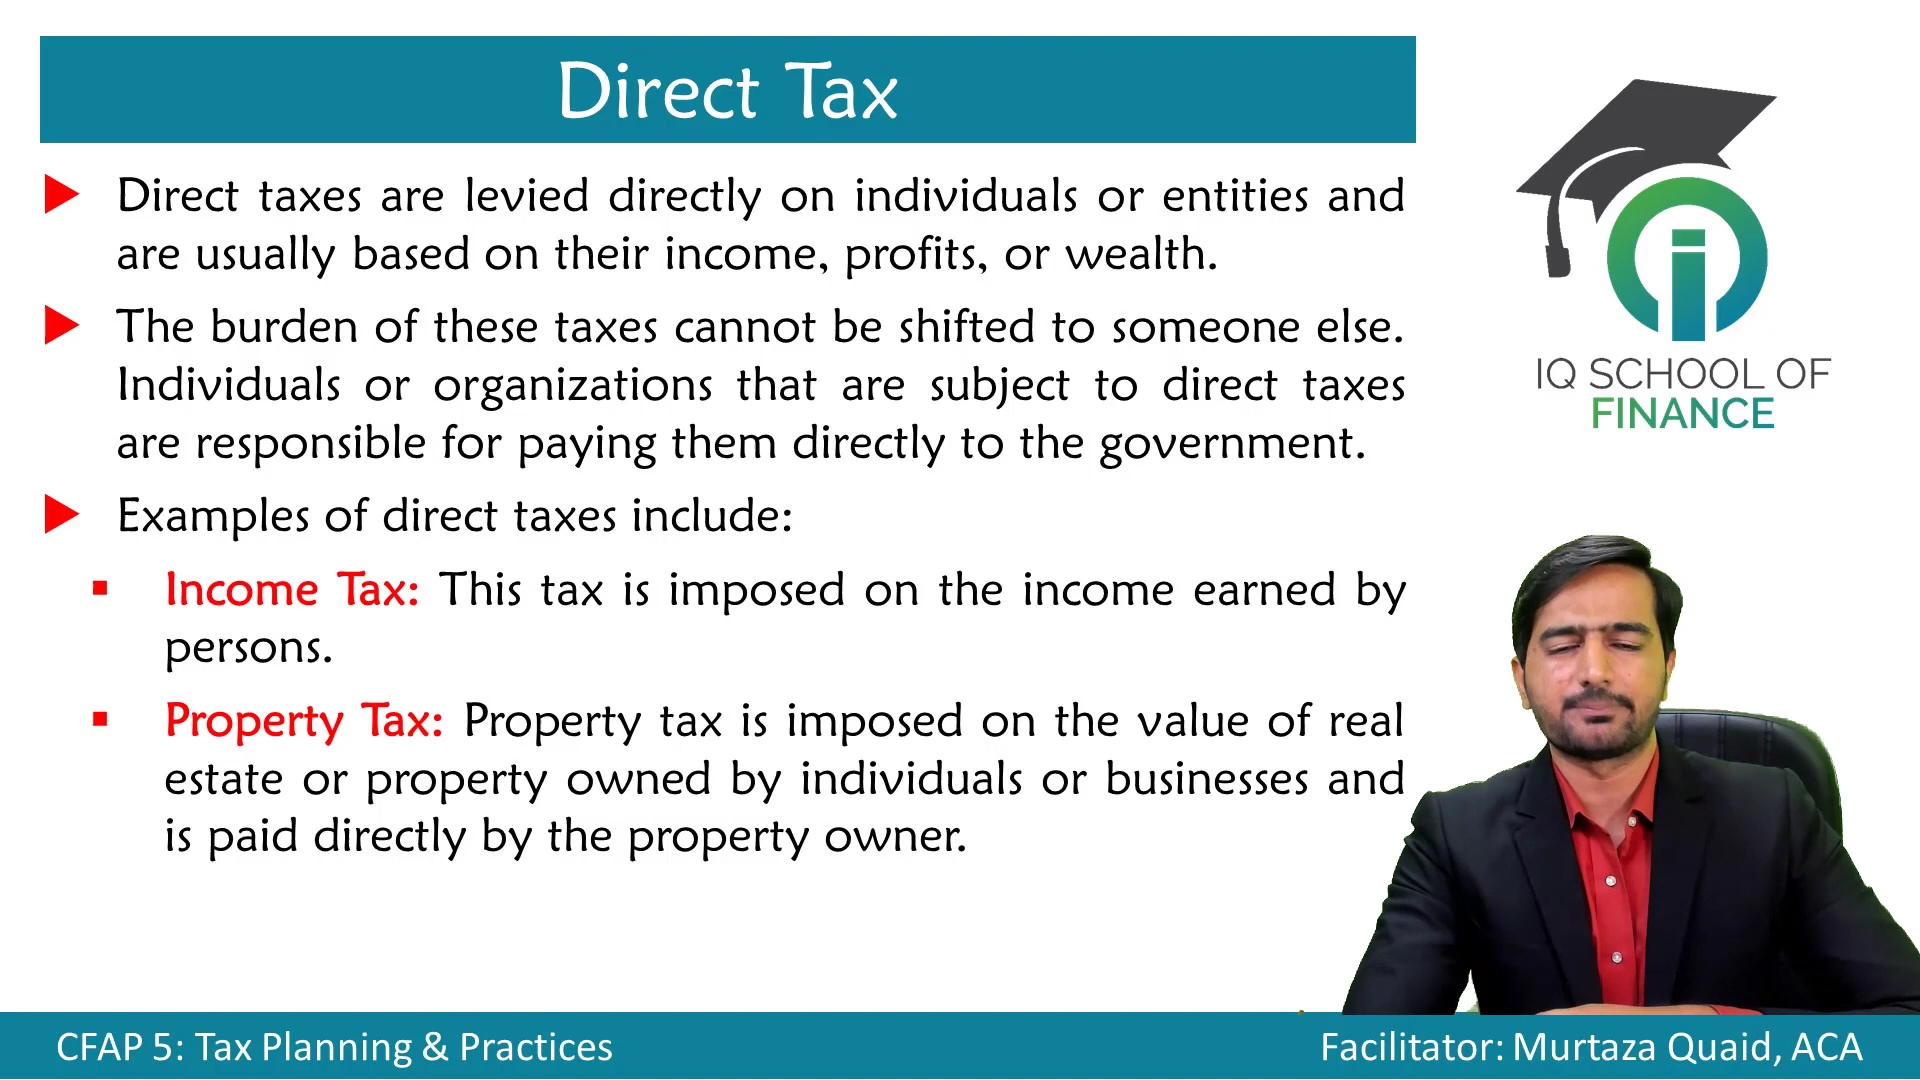 Direct Tax
Direct taxes are levied directly on individuals or entities and
are usually based on their income, profits, or wealth.
The burden of these taxes cannot be shifted to someone else.
Individuals or organizations that are subject to direct taxes
are responsible for paying them directly to the government.
Examples of direct taxes include:
Income Tax: This tax is imposed on the income earned by
persons.
Property Tax: Property tax is imposed on the value of real
estate or property owned by individuals or businesses and
is paid directly by the property owner.
IQ SCHOOL OF
FINANCE
CFAP 5: Tax Planning & Practices
Facilitator: Murtaza Quaid, ACA